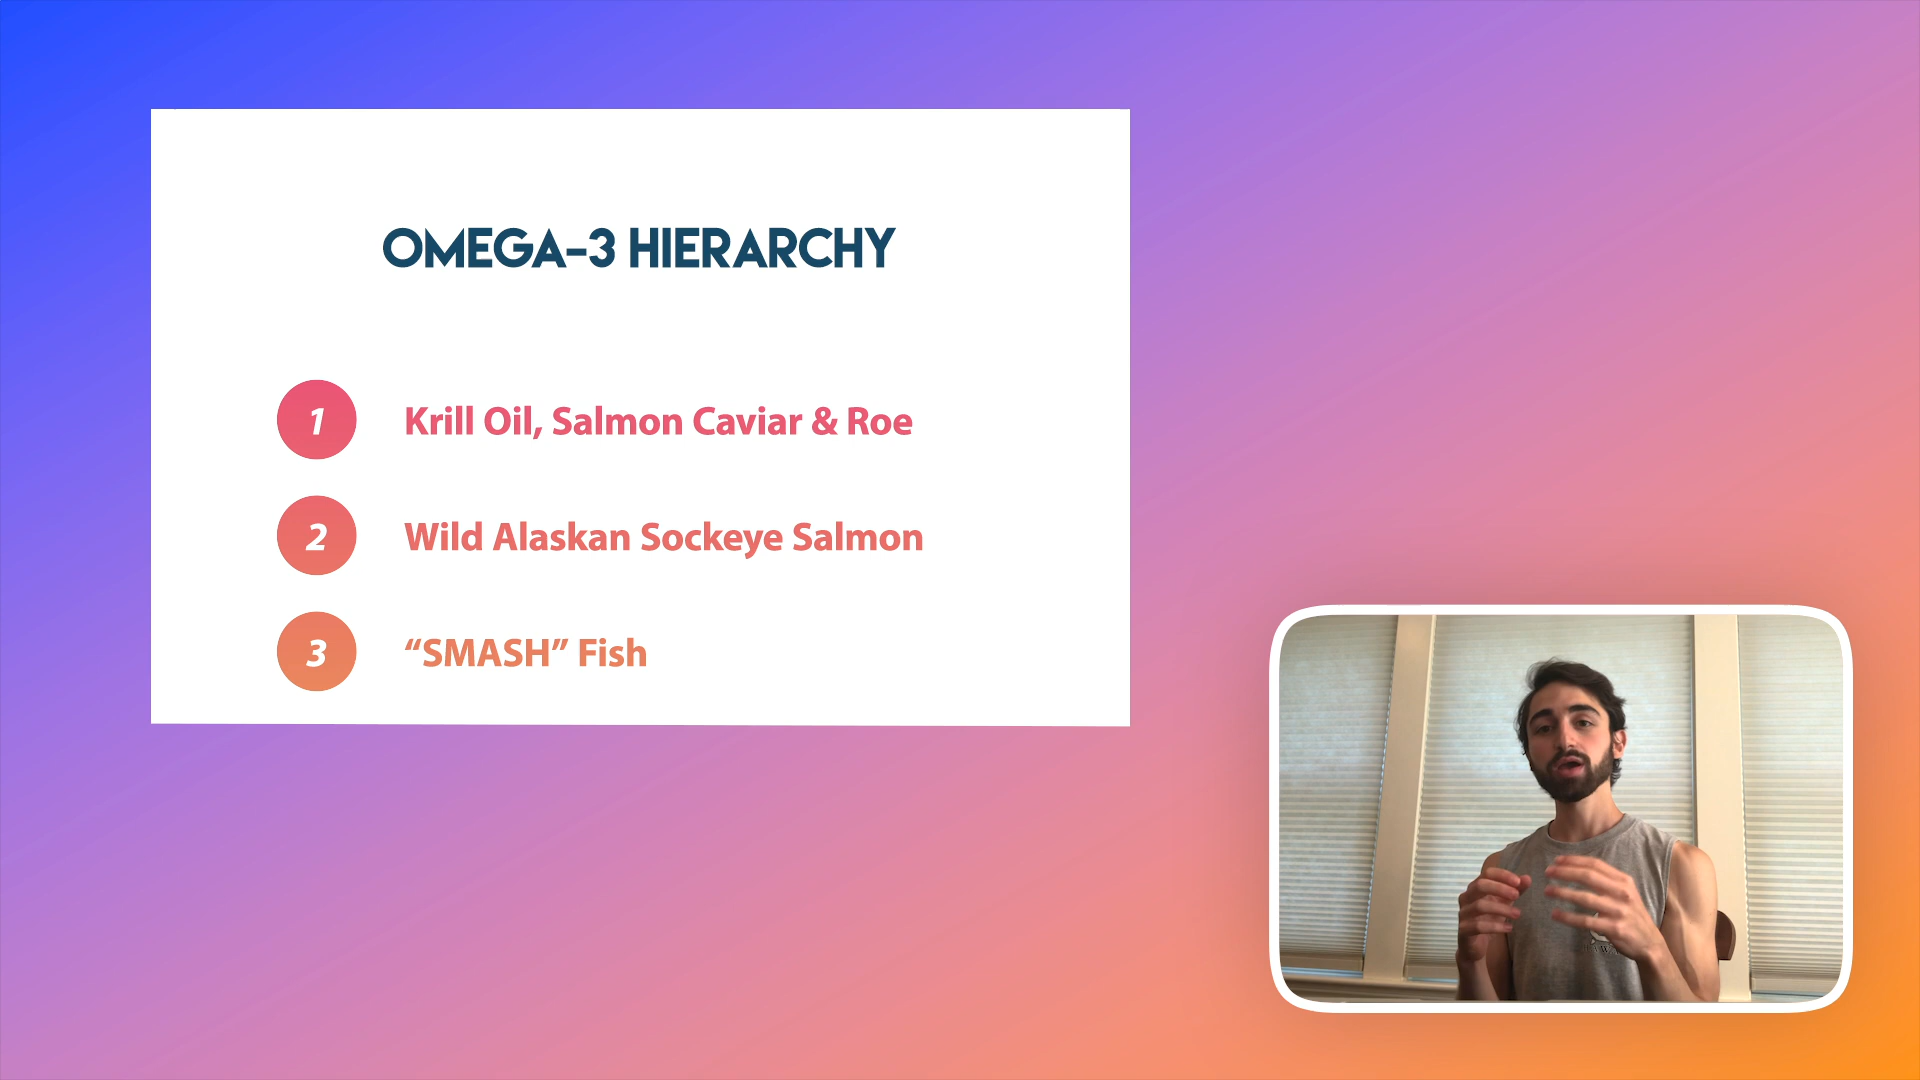 OMEGA-3 HIERARCHY
1 Krill Oil, Salmon Caviar & Roe
2 Wild Alaskan Sockeye Salmon
3 “SMASH” Fish